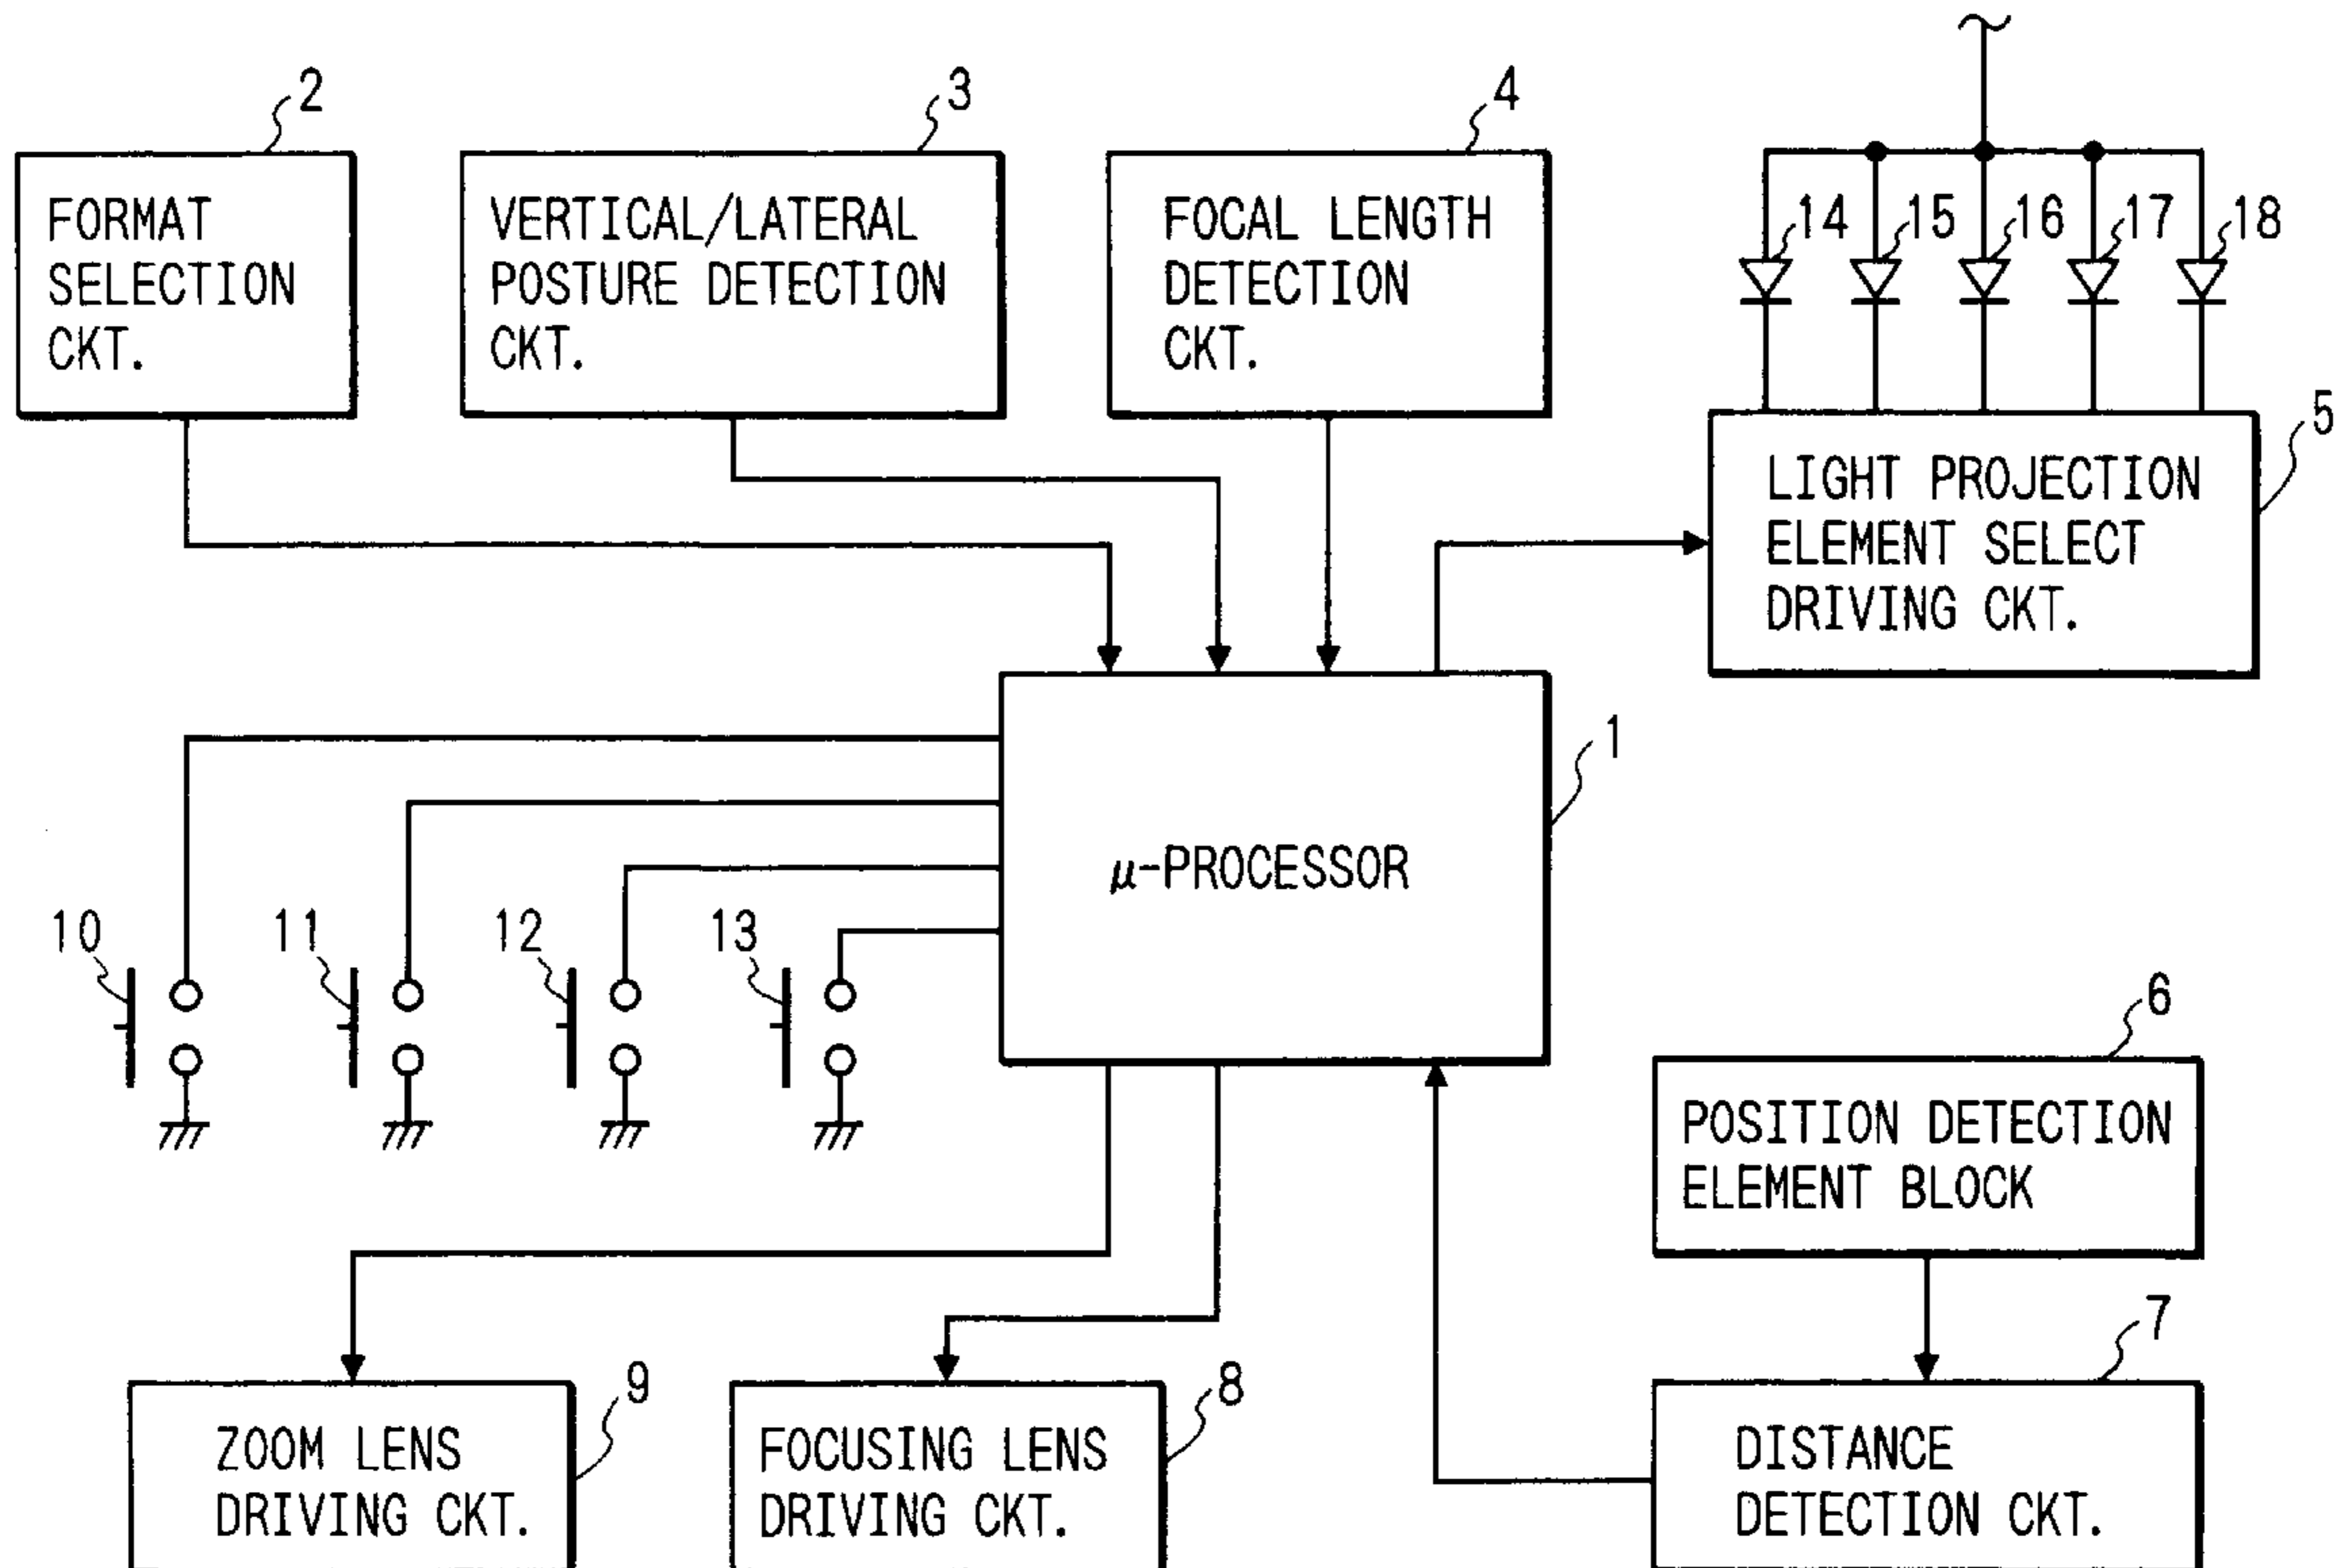 2
3
4
FORMAT
SELECTION
CKT.
VERTICAL/LATERAL
POSTURE DETECTION
CKT.
FOCAL LENGTH
DETECTION
CKT.
14
15
16
17
18
5
LIGHT PROJECTION
ELEMENT SELECT
DRIVING CKT.
1
μ-PROCESSOR
10
11
12
13
6
POSITION DETECTION
ELEMENT BLOCK
7
DISTANCE
DETECTION CKT.
9
ZOOM LENS
DRIVING CKT.
8
FOCUSING LENS
DRIVING CKT.